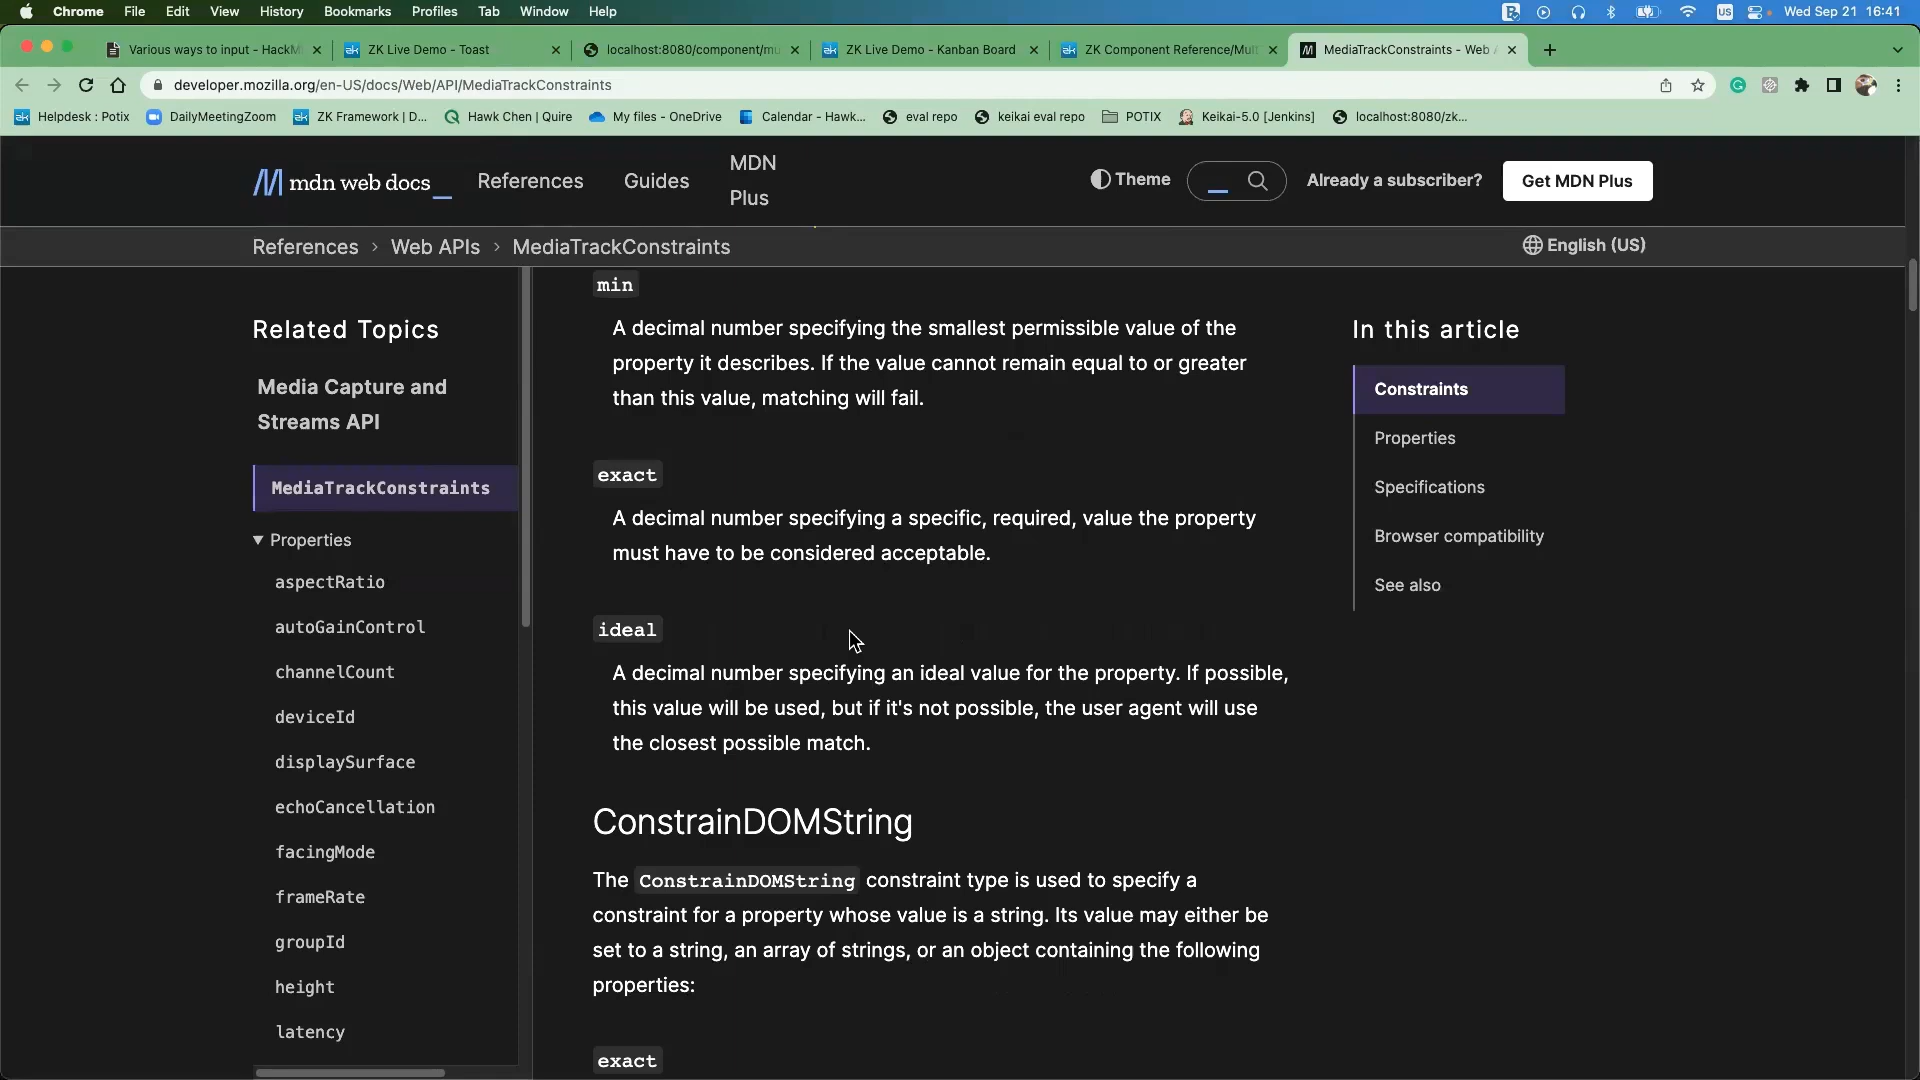 Chrome File Edit View History Bookmarks Profiles Tab Window Help
US Wed Sep 21 16:41
Various ways to input - HackM
ZK Live Demo - Toast
localhost:8080/component/mu
ZK Live Demo - Kanban Board
ZK Component Reference/Mul
MediaTrackConstraints - Web A
developer.mozilla.org/en-US/docs/Web/API/MediaTrackConstraints
Helpdesk : Potix
DailyMeetingZoom
ZK Framework | D...
Hawk Chen | Quire
My files - OneDrive
Calendar - Hawk...
eval repo
keikai eval repo
POTIX
Keikai-5.0 [Jenkins]
localhost:8080/zk...
mdn web docs_
References
Guides
MDN
Plus
Theme
Already a subscriber?
Get MDN Plus
References > Web APIs > MediaTrackConstraints
English (US)
Related Topics
Media Capture and
Streams API
MediaTrackConstraints
Properties
aspectRatio
autoGainControl
channelCount
deviceId
displaySurface
echoCancellation
facingMode
frameRate
groupId
height
latency
min
A decimal number specifying the smallest permissible value of the
property it describes. If the value cannot remain equal to or greater
than this value, matching will fail.
exact
A decimal number specifying a specific, required, value the property
must have to be considered acceptable.
ideal
A decimal number specifying an ideal value for the property. If possible,
this value will be used, but if it's not possible, the user agent will use
the closest possible match.
ConstrainDOMString
The ConstrainDOMString constraint type is used to specify a
constraint for a property whose value is a string. Its value may either be
set to a string, an array of strings, or an object containing the following
properties:
exact
In this article
Constraints
Properties
Specifications
Browser compatibility
See also